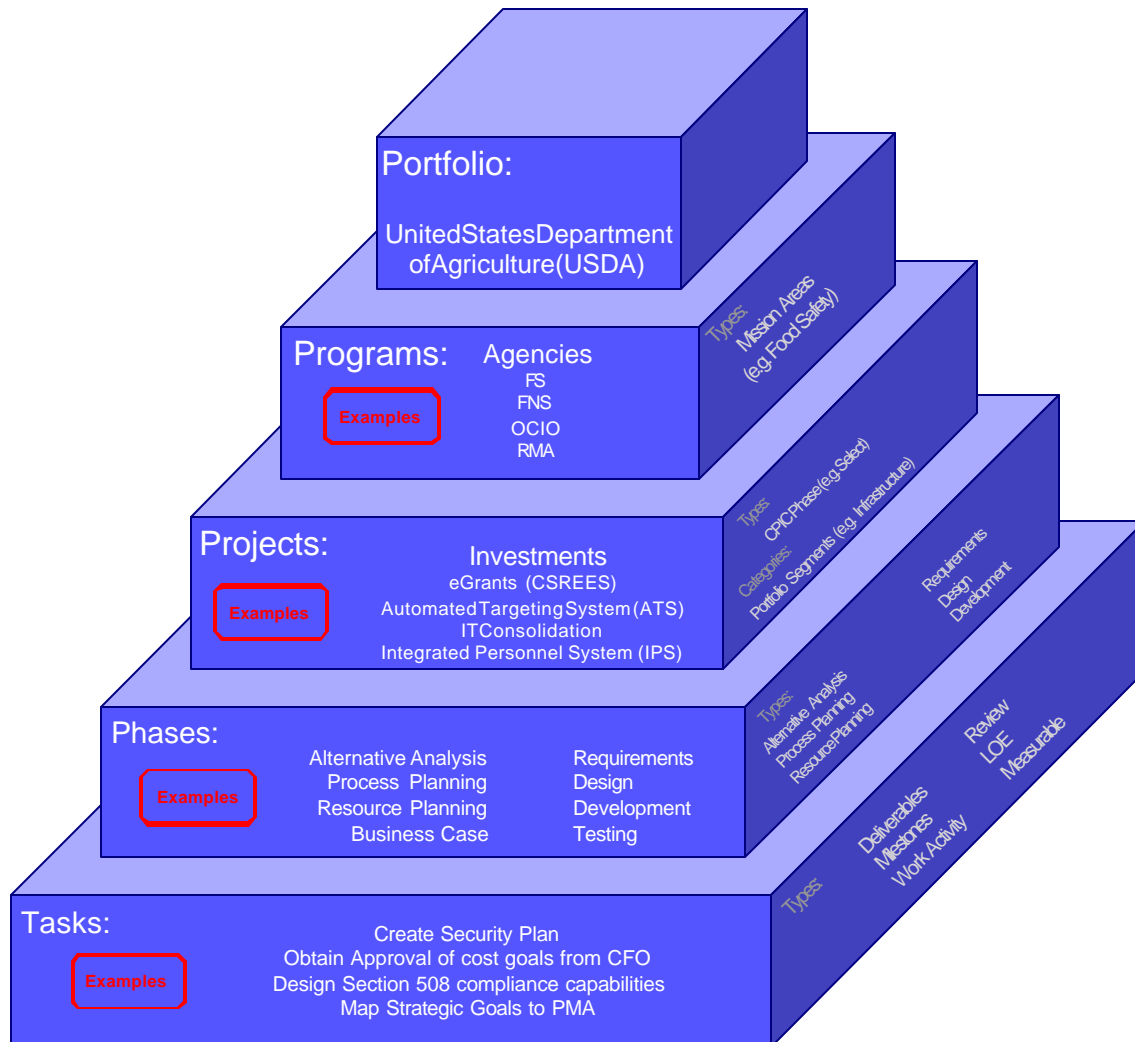 Portfolio:
UnitedStatesDepartment
ofAgriculture(USDA)
Programs:
Examples
Agencies
FS
FNS
OCIO
RMA
Types:
Mission Areas
(e.g. Food Safety)
Projects:
Examples
Investments
eGrants (CSREES)
AutomatedTargetingSystem(ATS)
ITConsolidation
Integrated Personnel System (IPS)
Types:
CPIC Phase (e.g. Select)
Categories:
Portfolio Segments (e.g. Infrastructure)
Phases:
Examples
Alternative Analysis
Process Planning
Resource Planning
Business Case
Requirements
Design
Development
Testing
Types:
Alternative Analysis
Process Planning
Resource Planning
Requirements
Design
Development
Tasks:
Examples
Create Security Plan
Obtain Approval of cost goals from CFO
Design Section 508 compliance capabilities
Map Strategic Goals to PMA
Types:
Deliverables
Milestones
Work Activity
Review
LOE
Measurable